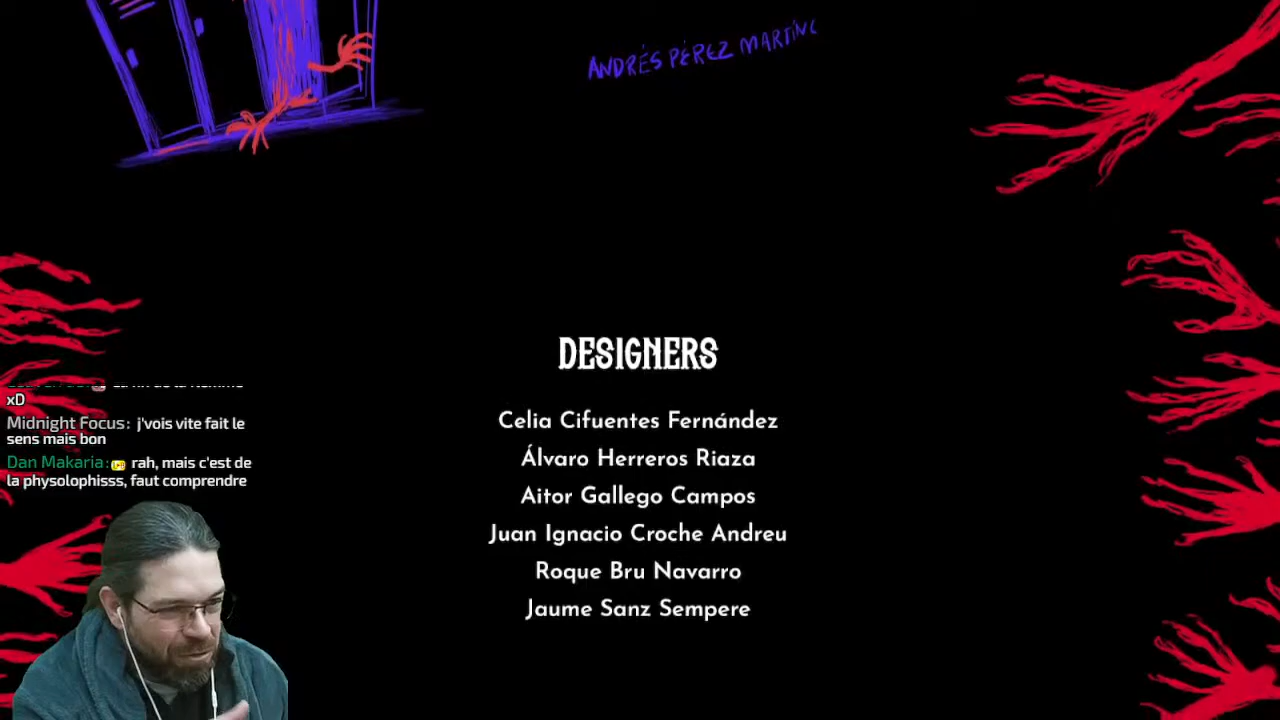 ANDRÉS PÉREZ MARTÍNE
DESIGNERS
Celia Cifuentes Fernández
Álvaro Herreros Riaza
Aitor Gallego Campos
Juan Ignacio Croche Andreu
Roque Bru Navarro
Jaume Sanz Sempere
xD
Midnight Focus: j'vois vite fait le
sens mais bon
Dan Makaria: rah, mais c'est de
la physolophisss, faut comprendre